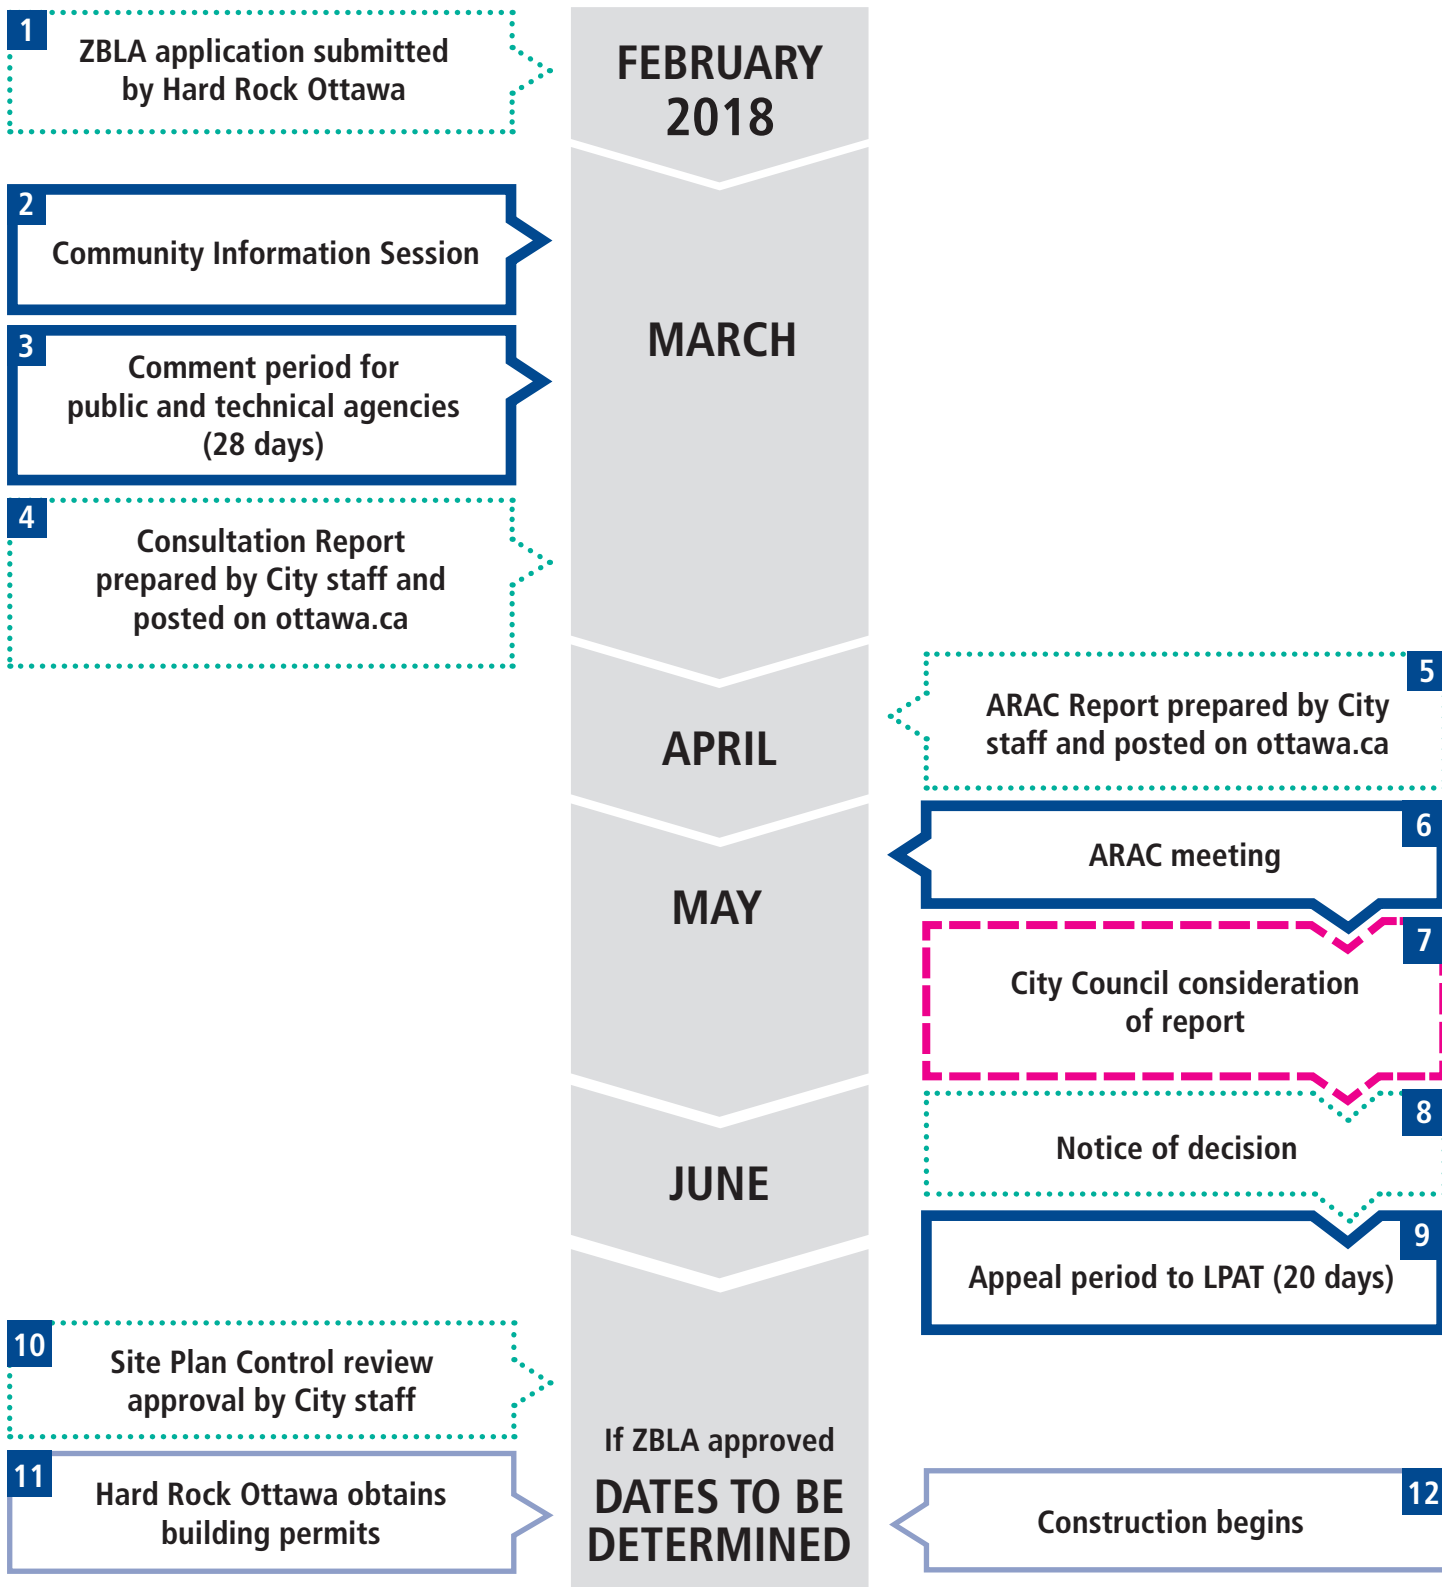 1
ZBLA application submitted
by Hard Rock Ottawa
FEBRUARY
2018
2
Community Information Session
MARCH
3
Comment period for
public and technical agencies
(28 days)
4
Consultation Report
prepared by City staff and
posted on ottawa.ca
APRIL
5
ARAC Report prepared by City
staff and posted on ottawa.ca
MAY
6
ARAC meeting
7
City Council consideration
of report
JUNE
8
Notice of decision
9
Appeal period to LPAT (20 days)
10
Site Plan Control review
approval by City staff
If ZBLA approved
DATES TO BE
DETERMINED
11
Hard Rock Ottawa obtains
building permits
12
Construction begins